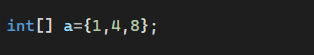 int[] a={1,4,8};